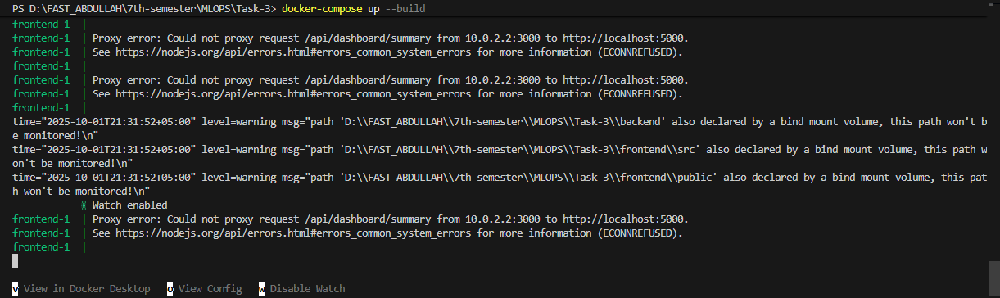 PS D:\FAST_ABDULLAH\7th-semester\MLOPS\Task-3> docker-compose up --build
frontend-1 |
frontend-1 | Proxy error: Could not proxy request /api/dashboard/summary from 10.0.2.2:3000 to http://localhost:5000.
frontend-1 | See https://nodejs.org/api/errors.html#errors_common_system_errors for more information (ECONNREFUSED).
frontend-1 |
frontend-1 | Proxy error: Could not proxy request /api/dashboard/summary from 10.0.2.2:3000 to http://localhost:5000.
frontend-1 | See https://nodejs.org/api/errors.html#errors_common_system_errors for more information (ECONNREFUSED).
frontend-1 |
time="2025-10-01T21:31:52+05:00" level=warning msg="path 'D:\\FAST_ABDULLAH\\7th-semester\\MLOPS\\Task-3\\backend' also declared by a bind mount volume, this path won't b
e monitored!\n"
time="2025-10-01T21:31:52+05:00" level=warning msg="path 'D:\\FAST_ABDULLAH\\7th-semester\\MLOPS\\Task-3\\frontend\\src' also declared by a bind mount volume, this path w
on't be monitored!\n"
time="2025-10-01T21:31:52+05:00" level=warning msg="path 'D:\\FAST_ABDULLAH\\7th-semester\\MLOPS\\Task-3\\frontend\\public' also declared by a bind mount volume, this pat
h won't be monitored!\n"
Watch enabled
frontend-1 | Proxy error: Could not proxy request /api/dashboard/summary from 10.0.2.2:3000 to http://localhost:5000.
frontend-1 | See https://nodejs.org/api/errors.html#errors_common_system_errors for more information (ECONNREFUSED).
frontend-1 |
v View in Docker Desktop o View Config w Disable Watch